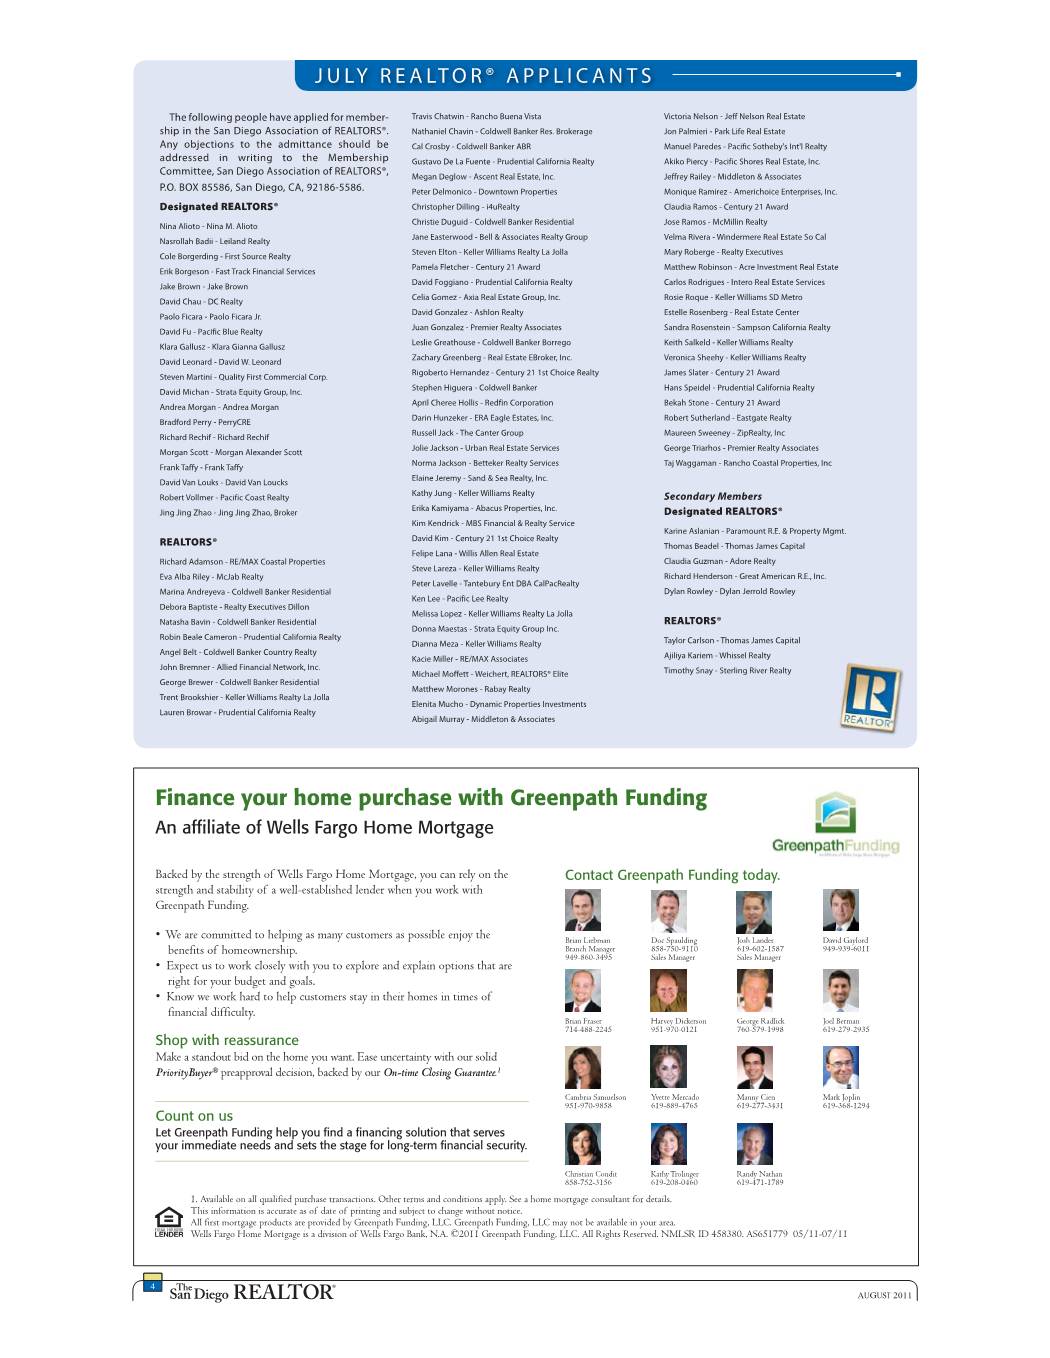 JULY REALTOR® APPLICANTS
The following people have applied for member-
ship in the San Diego Association of REALTORS®.
Any objections to the admittance should be
addressed in writing to the Membership
Committee, San Diego Association of REALTORS®,
P.O. BOX 85586, San Diego, CA, 92186-5586.
Designated REALTORS®
Nina Alioto - Nina M. Alioto
Nasrollah Badii - Leiland Realty
Cole Borgerding - First Source Realty
Erik Borgeson - Fast Track Financial Services
Jake Brown - Jake Brown
David Chau - DC Realty
Paolo Ficara - Paolo Ficara Jr.
David Fu - Pacific Blue Realty
Klara Gallusz - Klara Gianna Gallusz
David Leonard - David W. Leonard
Steven Martini - Quality First Commercial Corp.
David Michan - Strata Equity Group, Inc.
Andrea Morgan - Andrea Morgan
Bradford Perry - PerryCRE
Richard Rechif - Richard Rechif
Morgan Scott - Morgan Alexander Scott
Frank Taffy - Frank Taffy
David Van Louks - David Van Loucks
Robert Vollmer - Pacific Coast Realty
Jing Jing Zhao - Jing Jing Zhao, Broker
REALTORS®
Richard Adamson - RE/MAX Coastal Properties
Eva Alba Riley - McJab Realty
Marina Andreyeva - Coldwell Banker Residential
Debora Baptiste - Realty Executives Dillon
Natasha Bavin - Coldwell Banker Residential
Robin Beale Cameron - Prudential California Realty
Angel Belt - Coldwell Banker Country Realty
John Bremner - Allied Financial Network, Inc.
George Brewer - Coldwell Banker Residential
Trent Brookshier - Keller Williams Realty La Jolla
Lauren Browar - Prudential California Realty
Travis Chatwin - Rancho Buena Vista
Nathaniel Chavin - Coldwell Banker Res. Brokerage
Cal Crosby - Coldwell Banker ABR
Gustavo De La Fuente - Prudential California Realty
Megan Deglow - Ascent Real Estate, Inc.
Peter Delmonico - Downtown Properties
Christopher Dilling - i4uRealty
Christie Duguid - Coldwell Banker Residential
Jane Easterwood - Bell & Associates Realty Group
Steven Elton - Keller Williams Realty La Jolla
Pamela Fletcher - Century 21 Award
David Foggiano - Prudential California Realty
Celia Gomez - Axia Real Estate Group, Inc.
David Gonzalez - Ashlon Realty
Juan Gonzalez - Premier Realty Associates
Leslie Greathouse - Coldwell Banker Borrego
Zachary Greenberg - Real Estate EBroker, Inc.
Rigoberto Hernandez - Century 21 1st Choice Realty
Stephen Higuera - Coldwell Banker
April Cheree Hollis - Redfin Corporation
Darin Hunzeker - ERA Eagle Estates, Inc.
Russell Jack - The Canter Group
Jolie Jackson - Urban Real Estate Services
Norma Jackson - Betteker Realty Services
Elaine Jeremy - Sand & Sea Realty, Inc.
Kathy Jung - Keller Williams Realty
Erika Kamiyama - Abacus Properties, Inc.
Kim Kendrick - MBS Financial & Realty Service
David Kim - Century 21 1st Choice Realty
Felipe Lana - Willis Allen Real Estate
Steve Lareza - Keller Williams Realty
Peter Lavelle - Tantebury Ent DBA CalPacRealty
Ken Lee - Pacific Lee Realty
Melissa Lopez - Keller Williams Realty La Jolla
Donna Maestas - Strata Equity Group Inc.
Dianna Meza - Keller Williams Realty
Kacie Miller - RE/MAX Associates
Michael Moffett - Weichert, REALTORS® Elite
Matthew Morones - Rabay Realty
Elenita Mucho - Dynamic Properties Investments
Abigail Murray - Middleton & Associates
Victoria Nelson - Jeff Nelson Real Estate
Jon Palmieri - Park Life Real Estate
Manuel Paredes - Pacific Sotheby's Int'l Realty
Akiko Piercy - Pacific Shores Real Estate, Inc.
Jeffrey Railey - Middleton & Associates
Monique Ramirez - Americhoice Enterprises, Inc.
Claudia Ramos - Century 21 Award
Jose Ramos - McMillin Realty
Velma Rivera - Windermere Real Estate So Cal
Mary Roberge - Realty Executives
Matthew Robinson - Acre Investment Real Estate
Carlos Rodrigues - Intero Real Estate Services
Rosie Roque - Keller Williams SD Metro
Estelle Rosenberg - Real Estate Center
Sandra Rosenstein - Sampson California Realty
Keith Salkeld - Keller Williams Realty
Veronica Sheehy - Keller Williams Realty
James Slater - Century 21 Award
Hans Speidel - Prudential California Realty
Bekah Stone - Century 21 Award
Robert Sutherland - Eastgate Realty
Maureen Sweeney - ZipRealty, Inc
George Triarhos - Premier Realty Associates
Taj Waggaman - Rancho Coastal Properties, Inc
Secondary Members
Designated REALTORS®
Karine Aslanian - Paramount R.E. & Property Mgmt.
Thomas Beadel - Thomas James Capital
Claudia Guzman - Adore Realty
Richard Henderson - Great American R.E., Inc.
Dylan Rowley - Dylan Jerrold Rowley
REALTORS®
Taylor Carlson - Thomas James Capital
Ajiliya Kariem - Whissel Realty
Timothy Snay - Sterling River Realty
REALTOR®
Finance your home purchase with Greenpath Funding
An affiliate of Wells Fargo Home Mortgage
GreenpathFunding
Backed by the strength of Wells Fargo Home Mortgage, you can rely on the
strength and stability of a well-established lender when you work with
Greenpath Funding.
• We are committed to helping as many customers as possible enjoy the
benefits of homeownership.
• Expect us to work closely with you to explore and explain options that are
right for your budget and goals.
• Know we work hard to help customers stay in their homes in times of
financial difficulty.
Shop with reassurance
Make a standout bid on the home you want. Ease uncertainty with our solid
PriorityBuyer® preapproval decision, backed by our On-time Closing Guarantee.1
Count on us
Let Greenpath Funding help you find a financing solution that serves
your immediate needs and sets the stage for long-term financial security.
Contact Greenpath Funding today.
Brian Liebman
Branch Manager
949-860-3495
Doc Spaulding
858-750-9110
Sales Manager
Josh Lander
619-602-1587
Sales Manager
David Gaylord
949-939-6011
Brian Fraser
714-488-2245
Harvey Dickerson
951-970-0121
George Radlick
760-579-1998
Joel Berman
619-279-2935
Cambria Samuelson
951-970-9858
Yvette Mercado
619-889-4765
Manny Cien
619-277-3431
Mark Joplin
619-368-1294
Christian Condit
858-752-3156
Kathy Trolinger
619-208-0460
Randy Nathan
619-471-1789
1. Available on all qualified purchase transactions. Other terms and conditions apply. See a home mortgage consultant for details.
This information is accurate as of date of printing and subject to change without notice.
All first mortgage products are provided by Greenpath Funding, LLC. Greenpath Funding, LLC may not be available in your area.
Wells Fargo Home Mortgage is a division of Wells Fargo Bank, N.A. ©2011 Greenpath Funding, LLC. All Rights Reserved. NMLSR ID 458380. AS651779 05/11-07/11
LENDER
4
The San Diego REALTOR®
AUGUST 2011